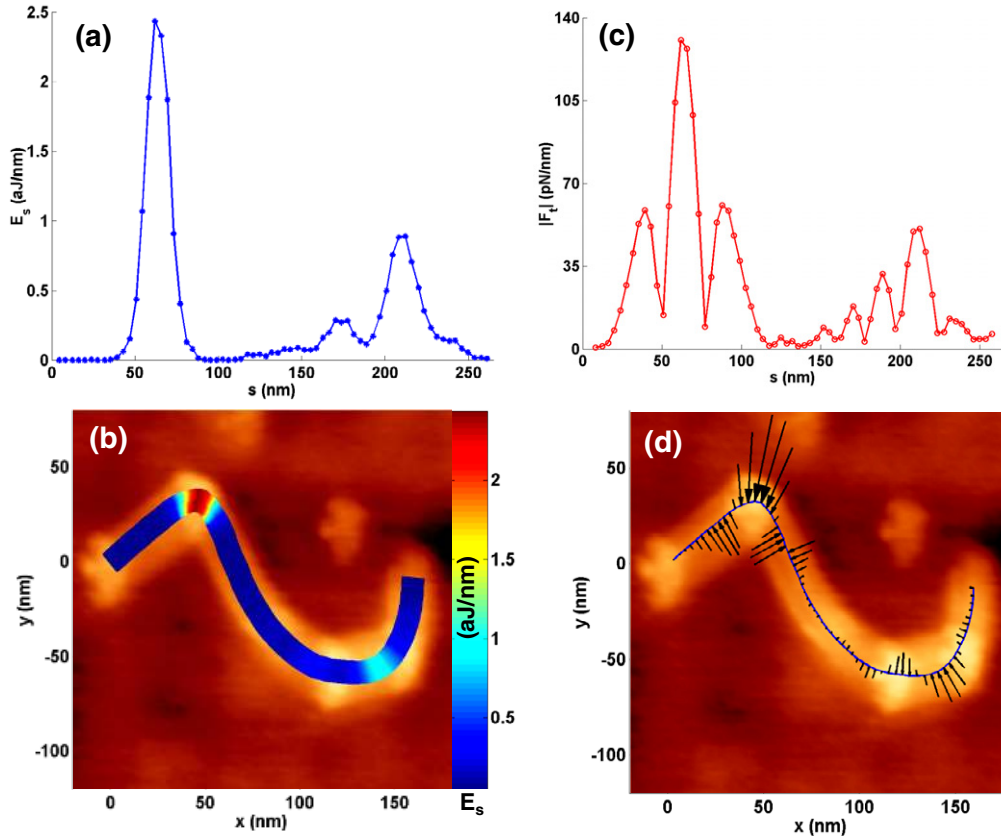 (a)
2.5
2
1.5
1
0.5
0
E_s (aJ/nm)
0 50 100 150 200 250
s (nm)
(c)
140
105
70
35
0
|F_t| (pN/nm)
0 50 100 150 200 250
s (nm)
(b)
50
0
-50
-100
y (nm)
0 50 100 150
x (nm)
2
1.5
1
0.5
(aJ/nm)
E_s
(d)
50
0
-50
-100
y (nm)
0 50 100 150
x (nm)